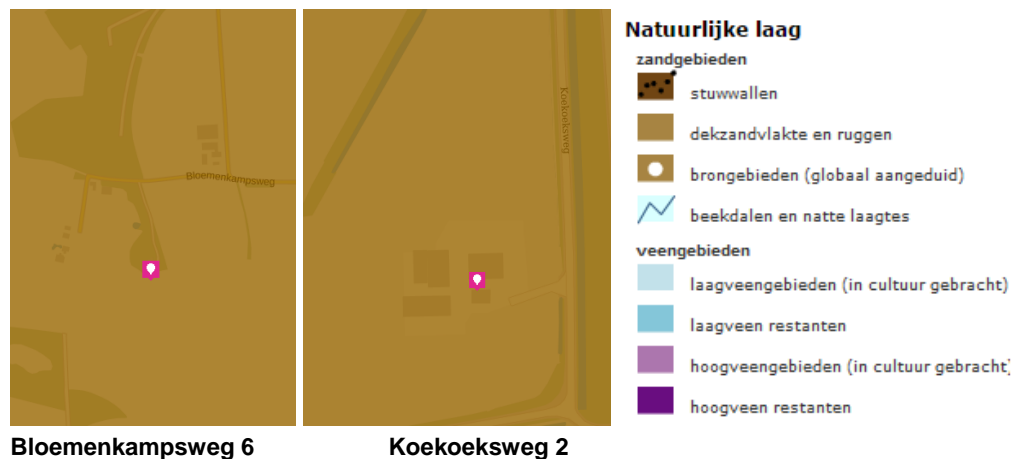 Natuurlijke laag
zandgebieden
stuwwallen
dekzandvlakte en ruggen
brongebieden (globaal aangeduid)
beekdalen en natte laagtes
veengebieden
laagveengebieden (in cultuur gebracht)
laagveen restanten
hoogveengebieden (in cultuur gebracht)
hoogveen restanten
Bloemenkampsweg
Koekoeksweg
Bloemenkampsweg 6
Koekoeksweg 2